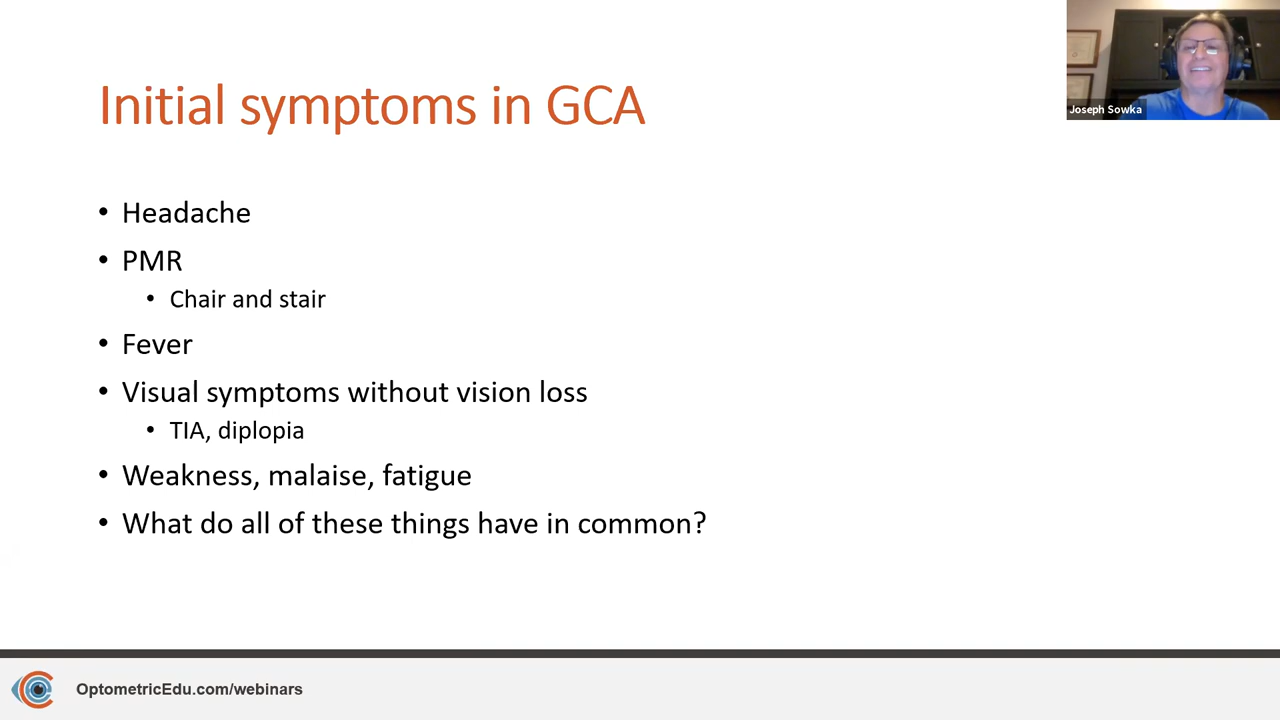 Initial symptoms in GCA
Joseph Sowka
• Headache
• PMR
• Chair and stair
• Fever
• Visual symptoms without vision loss
• TIA, diplopia
• Weakness, malaise, fatigue
• What do all of these things have in common?
OptometricEdu.com/webinars